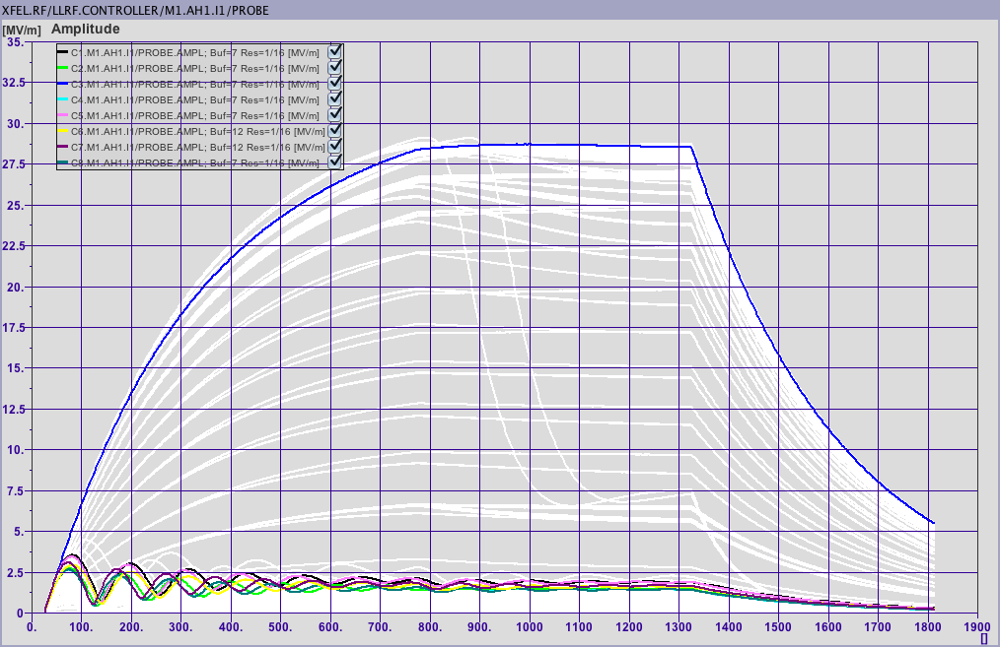 XFEL.RF/LLRF.CONTROLLER/M1.AH1.I1/PROBE
[MV/m] Amplitude
35.
32.5
30.
27.5
25.
22.5
20.
17.5
15.
12.5
10.
7.5
5.
2.5
0
C1.M1.AH1.I1/PROBE.AMPL; Buf=7 Res=1/16 [MV/m]
C2.M1.AH1.I1/PROBE.AMPL; Buf=7 Res=1/16 [MV/m]
C3.M1.AH1.I1/PROBE.AMPL; Buf=7 Res=1/16 [MV/m]
C4.M1.AH1.I1/PROBE.AMPL; Buf=7 Res=1/16 [MV/m]
C5.M1.AH1.I1/PROBE.AMPL; Buf=7 Res=1/16 [MV/m]
C6.M1.AH1.I1/PROBE.AMPL; Buf=12 Res=1/16 [MV/m]
C7.M1.AH1.I1/PROBE.AMPL; Buf=12 Res=1/16 [MV/m]
C8.M1.AH1.I1/PROBE.AMPL; Buf=7 Res=1/16 [MV/m]
0. 100. 200. 300. 400. 500. 600. 700. 800. 900. 1000 1100 1200 1300 1400 1500 1600 1700 1800 1900
[]